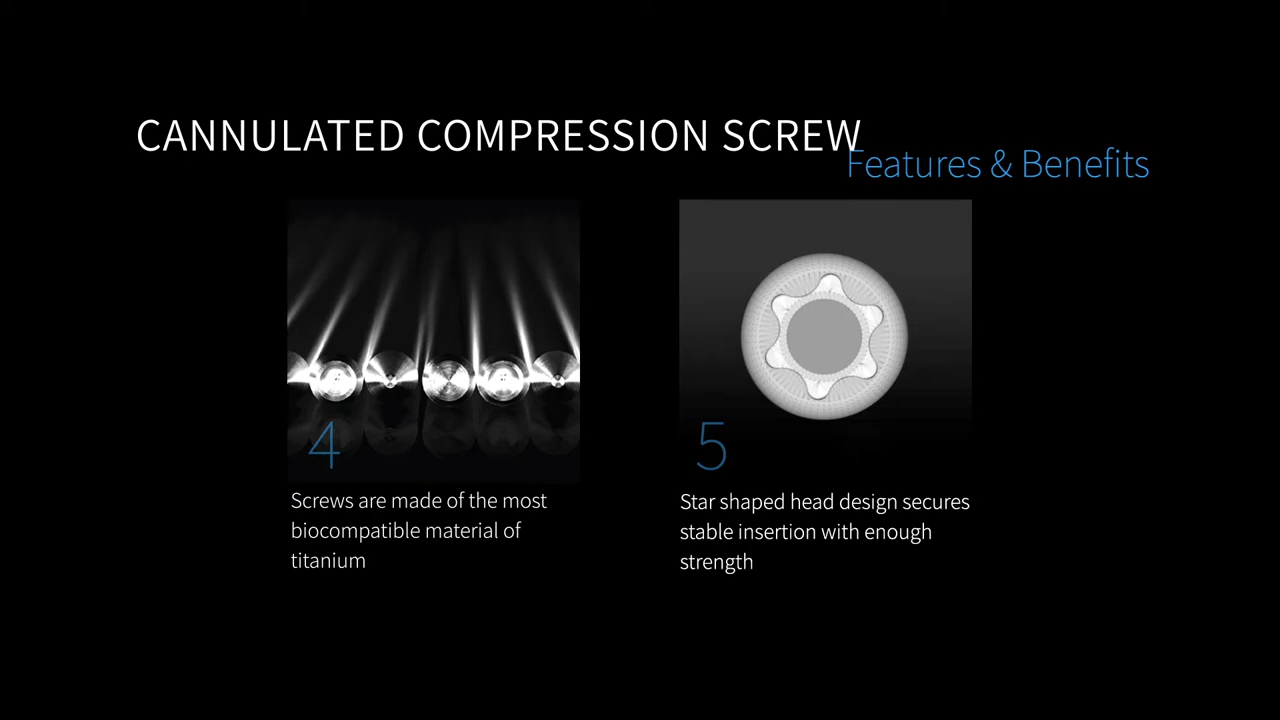 CANNULATED COMPRESSION SCREW
Features & Benefits
4
Screws are made of the most
biocompatible material of
titanium
5
Star shaped head design secures
stable insertion with enough
strength